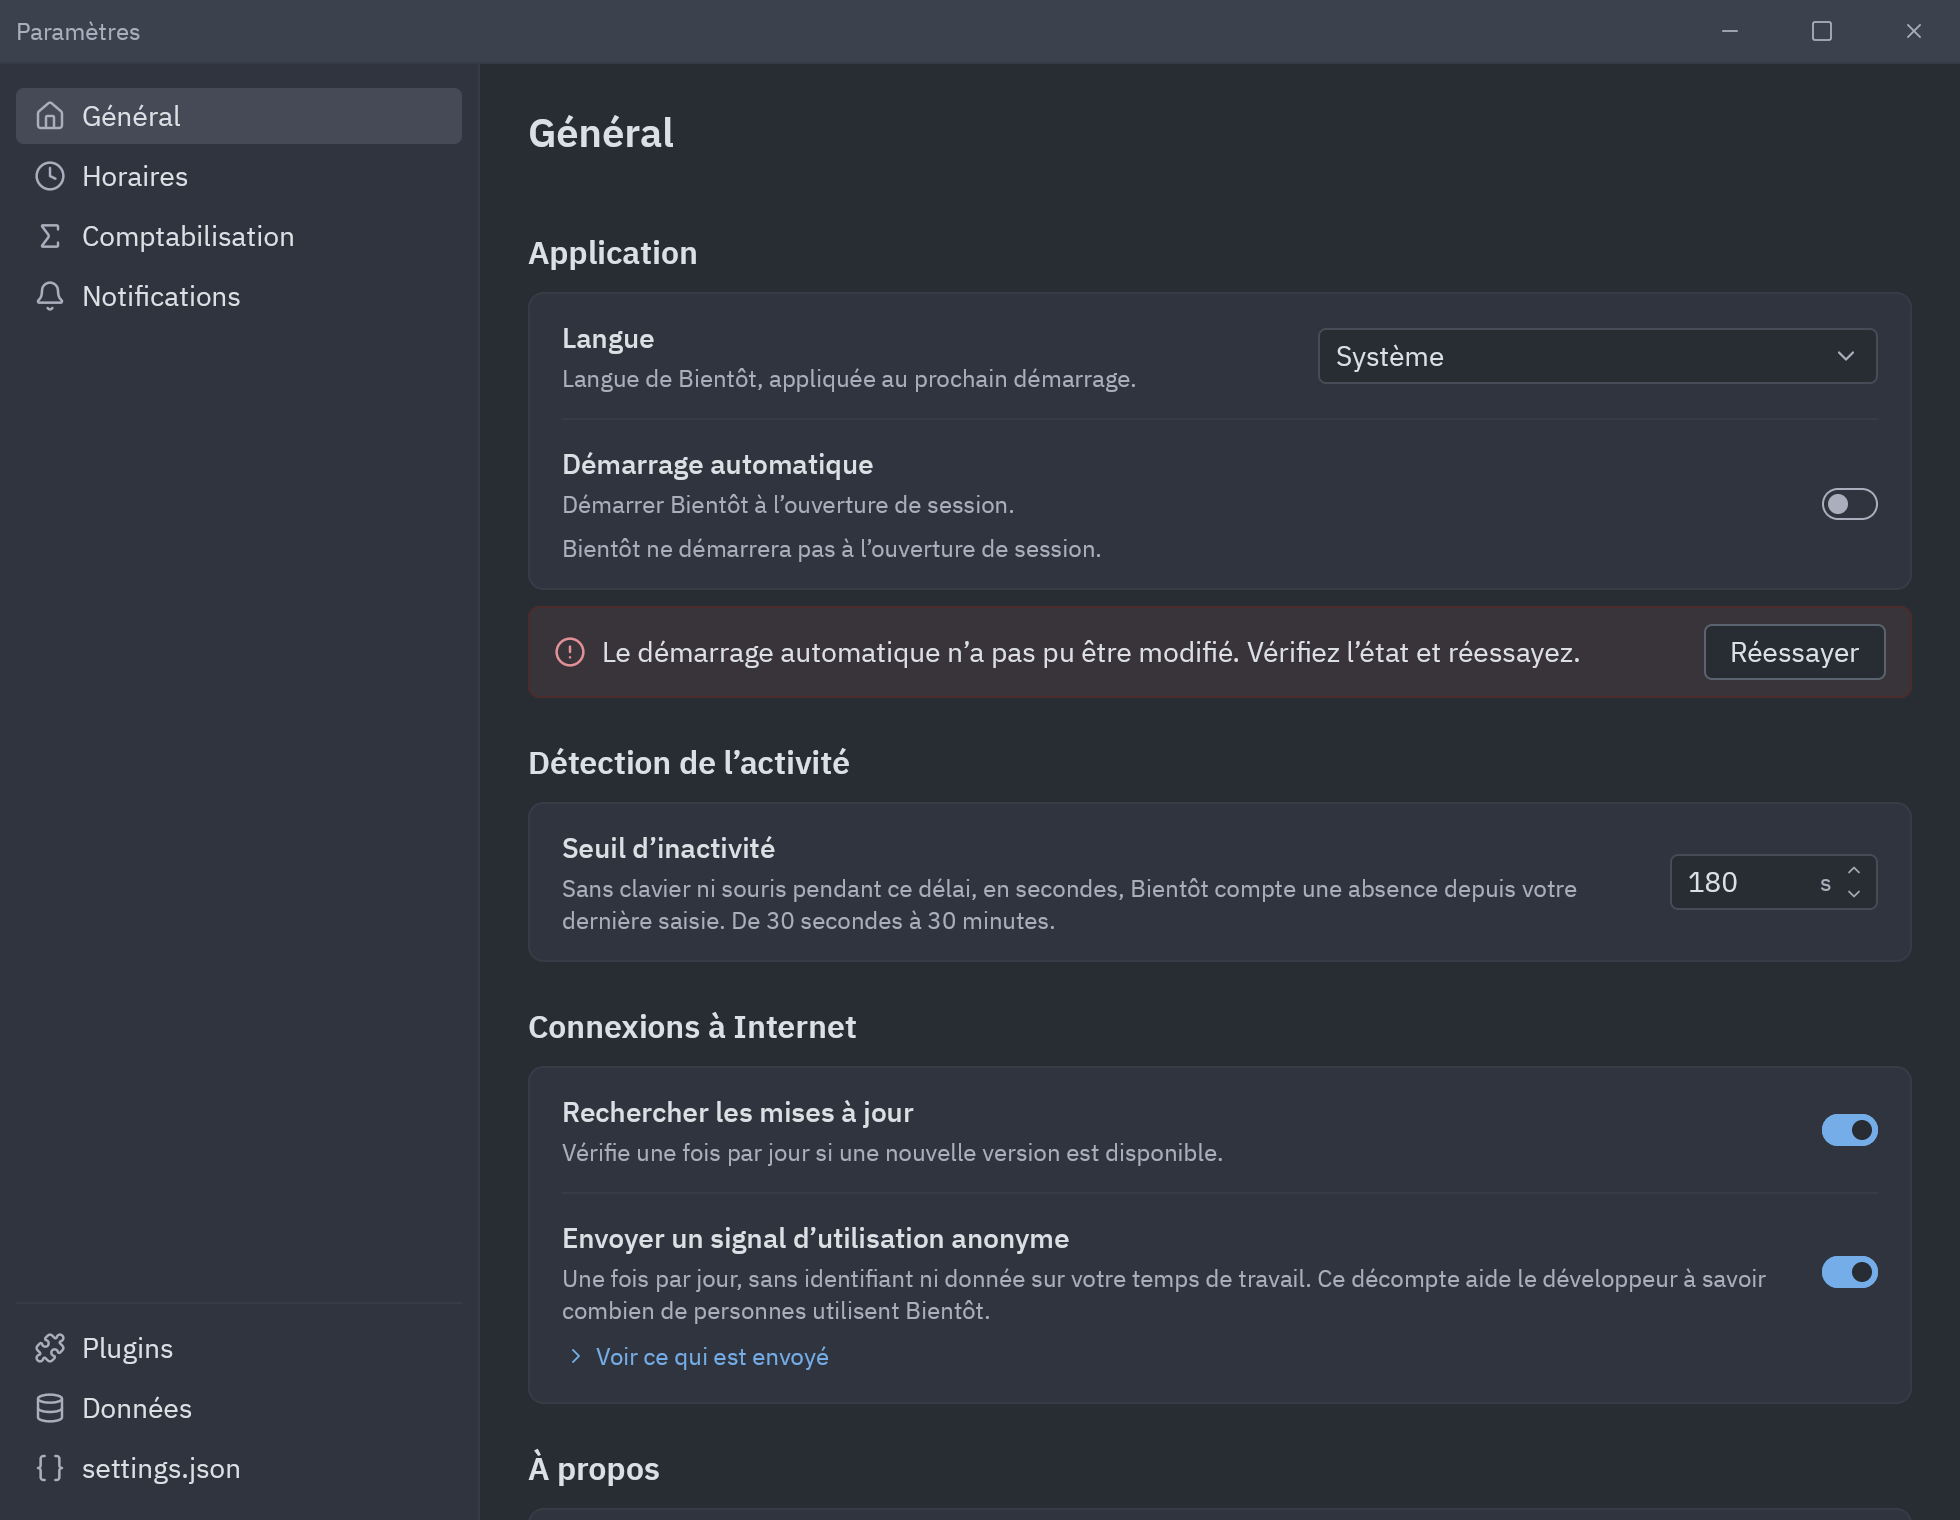 Paramètres
Général
Horaires
Comptabilisation
Notifications
Plugins
Données
settings.json
Général
Application
Langue
Langue de Bientôt, appliquée au prochain démarrage.
Système
Démarrage automatique
Démarrer Bientôt à l’ouverture de session.
Bientôt ne démarrera pas à l’ouverture de session.
Le démarrage automatique n’a pas pu être modifié. Vérifiez l’état et réessayez.
Réessayer
Détection de l’activité
Seuil d’inactivité
Sans clavier ni souris pendant ce délai, en secondes, Bientôt compte une absence depuis votre
dernière saisie. De 30 secondes à 30 minutes.
180 s
Connexions à Internet
Rechercher les mises à jour
Vérifie une fois par jour si une nouvelle version est disponible.
Envoyer un signal d’utilisation anonyme
Une fois par jour, sans identifiant ni donnée sur votre temps de travail. Ce décompte aide le développeur à savoir
combien de personnes utilisent Bientôt.
Voir ce qui est envoyé
À propos